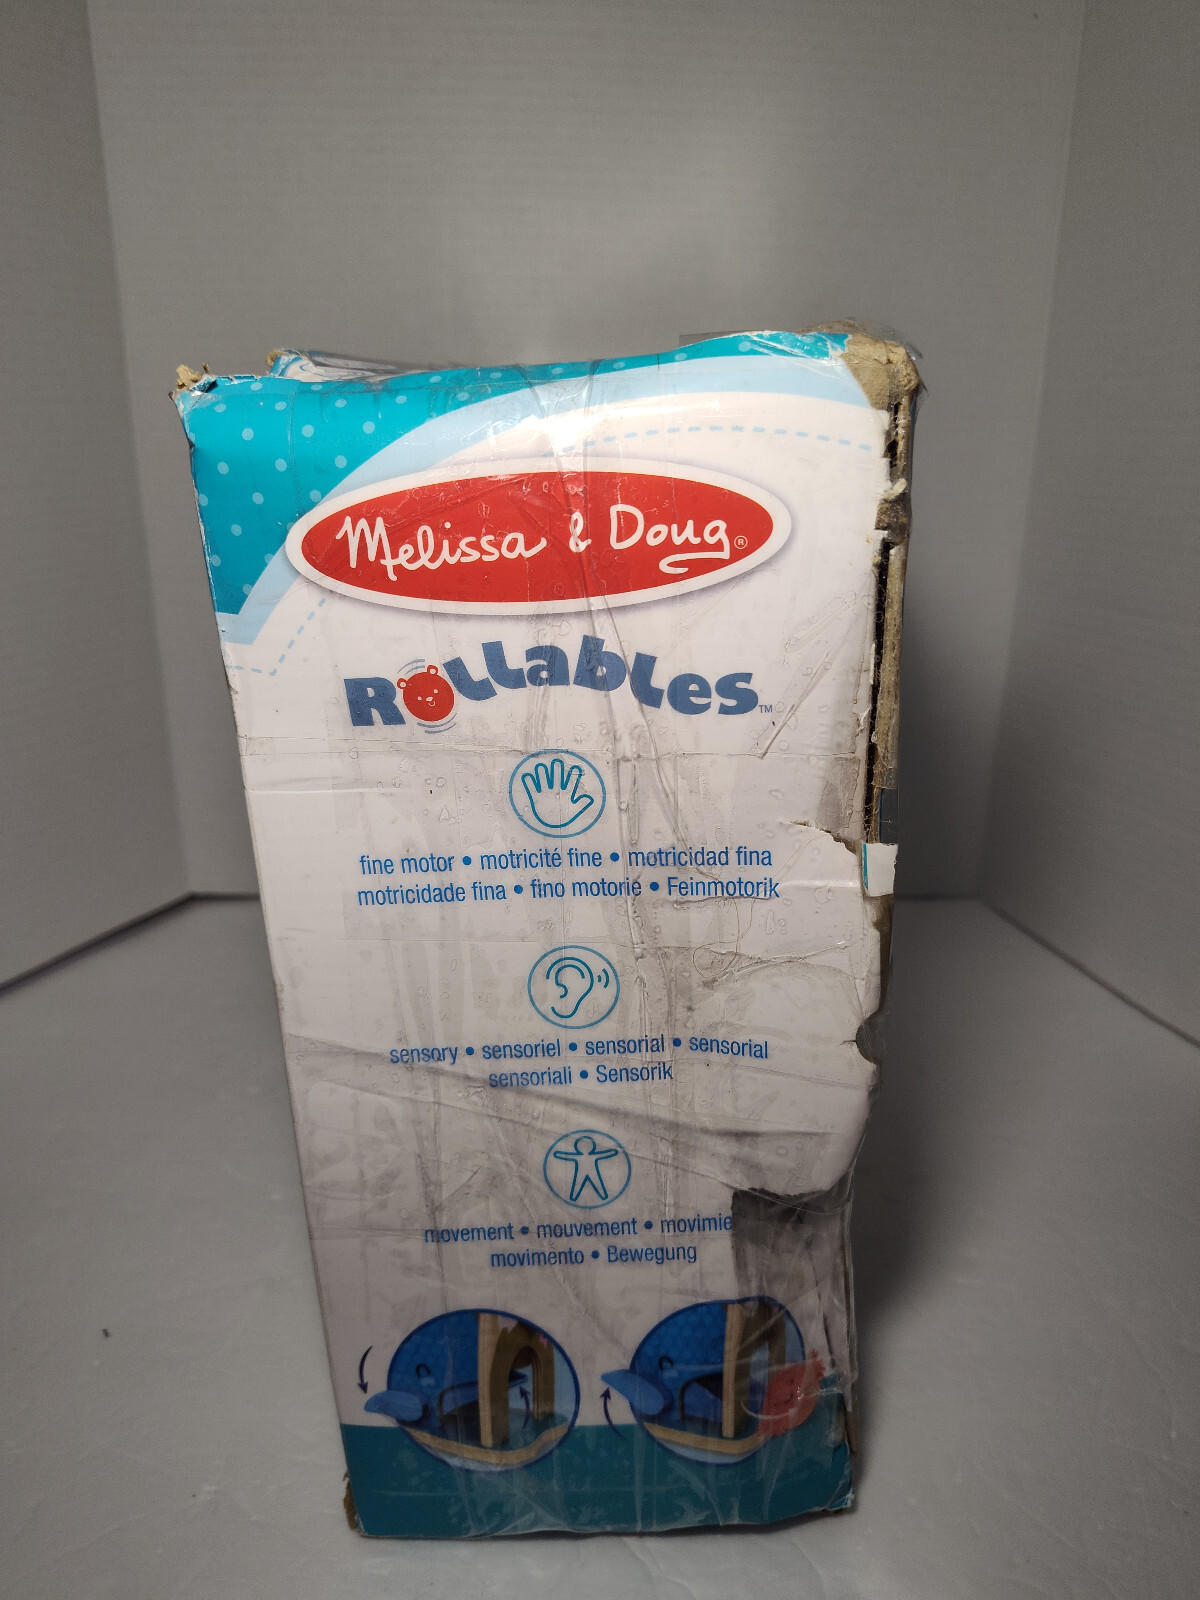 Melissa & Doug®
ROLLabLes™
fine motor • motricité fine • motricidad fina
motricidade fina • fino motorie • Feinmotorik
sensory • sensoriel • sensorial • sensorial
sensoriali • Sensorik
movement • mouvement • movimie
movimento • Bewegung